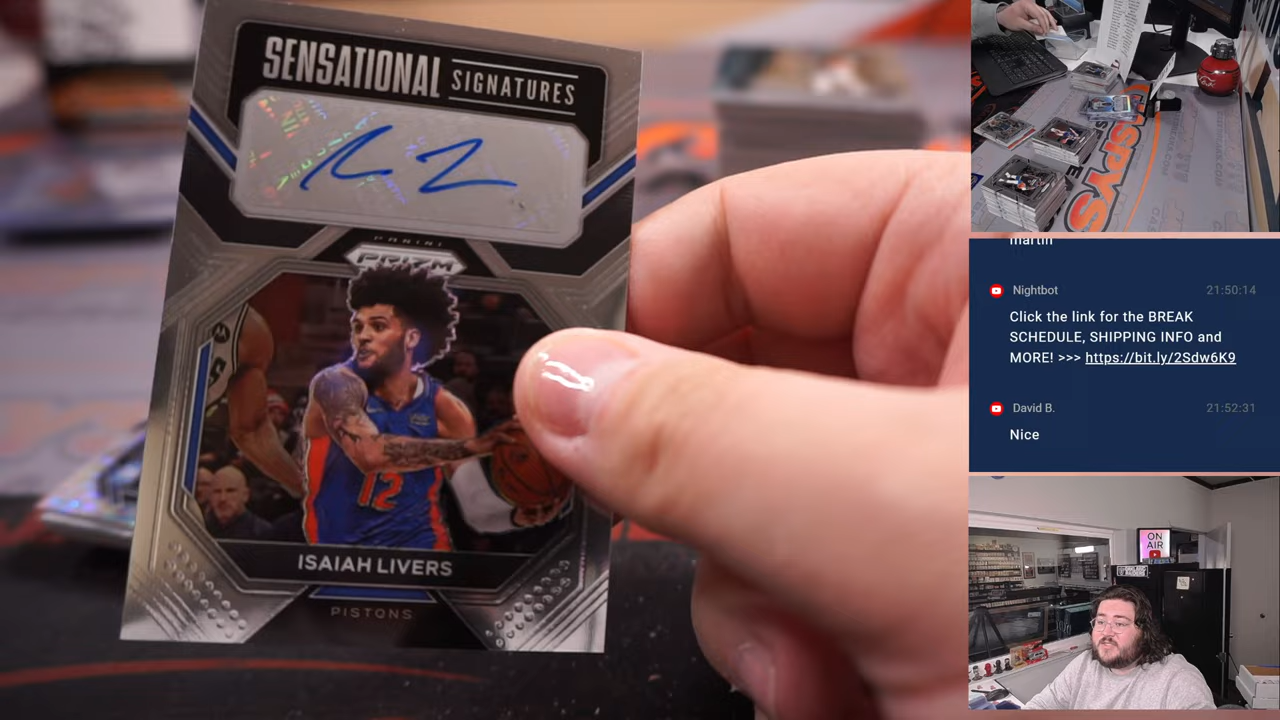 SENSATIONAL SIGNATURES
PANINI
PRIZM
12
ISAIAH LIVERS
PISTONS
martin
Nightbot 21:50:14
Click the link for the BREAK
SCHEDULE, SHIPPING INFO and
MORE! >>> https://bit.ly/2Sdw6K9
David B. 21:52:31
Nice
ON
AIR